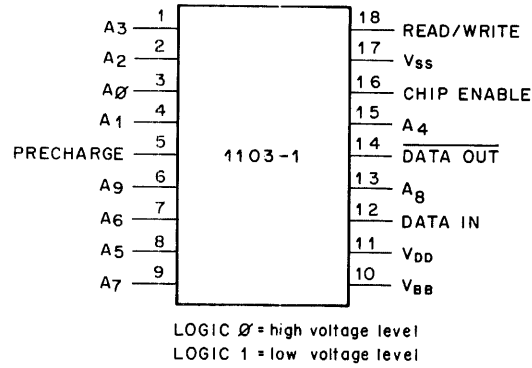 A3 1
A2 2
AØ 3
A1 4
PRECHARGE 5
A9 6
A6 7
A5 8
A7 9
1103-1
18 READ/WRITE
17 VSS
16 CHIP ENABLE
15 A4
14 DATA OUT
13 A8
12 DATA IN
11 VDD
10 VBB
LOGIC Ø = high voltage level
LOGIC 1 = low voltage level